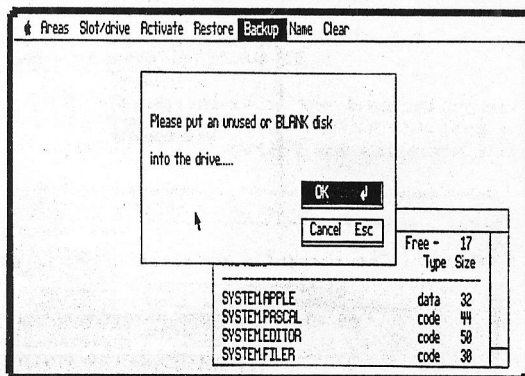 Areas Slot/drive Activate Restore Backup Name Clear
Please put an unused or BLANK disk
into the drive.....
OK
Cancel Esc
Free - 17
Type Size
SYSTEM.APPLE data 32
SYSTEM.PASCAL code 44
SYSTEM.EDITOR code 50
SYSTEM.FILER code 30